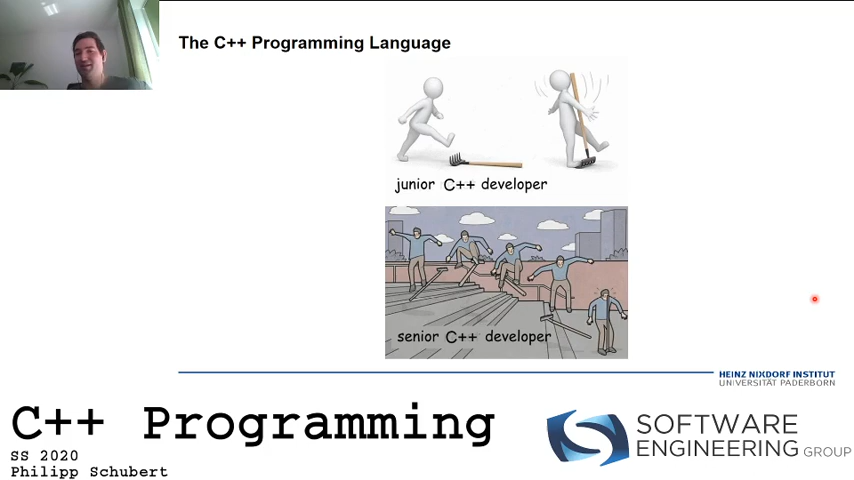 The C++ Programming Language
junior C++ developer
senior C++ developer
HEINZ NIXDORF INSTITUT
UNIVERSITÄT PADERBORN
C++ Programming
SS 2020
Philipp Schubert
SOFTWARE
ENGINEERING GROUP